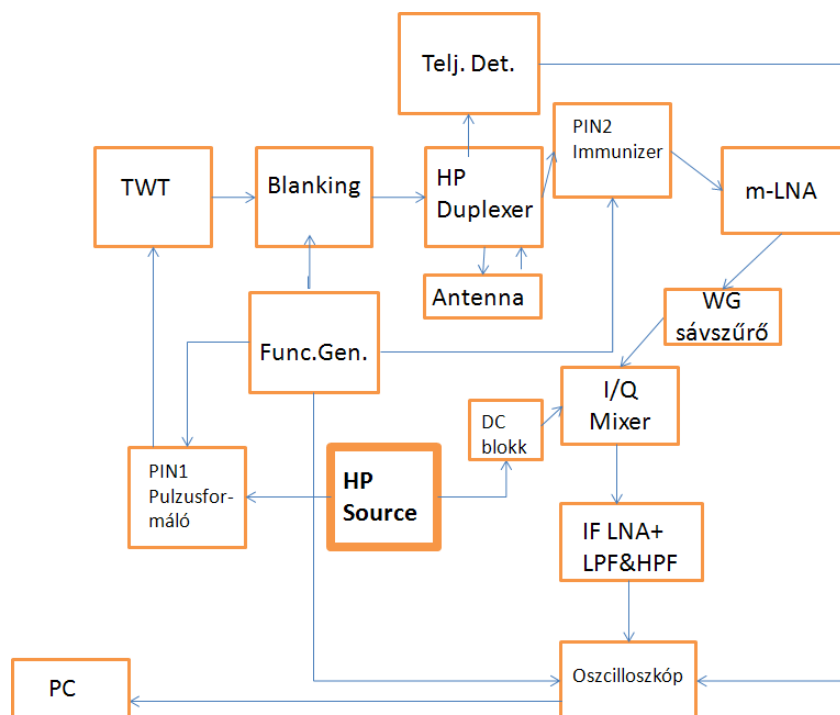 Telj. Det.
PIN2
Immunizer
TWT
Blanking
HP
Duplexer
m-LNA
Antenna
WG
sávszűrő
Func.Gen.
I/Q
Mixer
DC
blokk
PIN1
Pulzusfor-
máló
HP
Source
IF LNA+
LPF&HPF
Oszcilloszkóp
PC